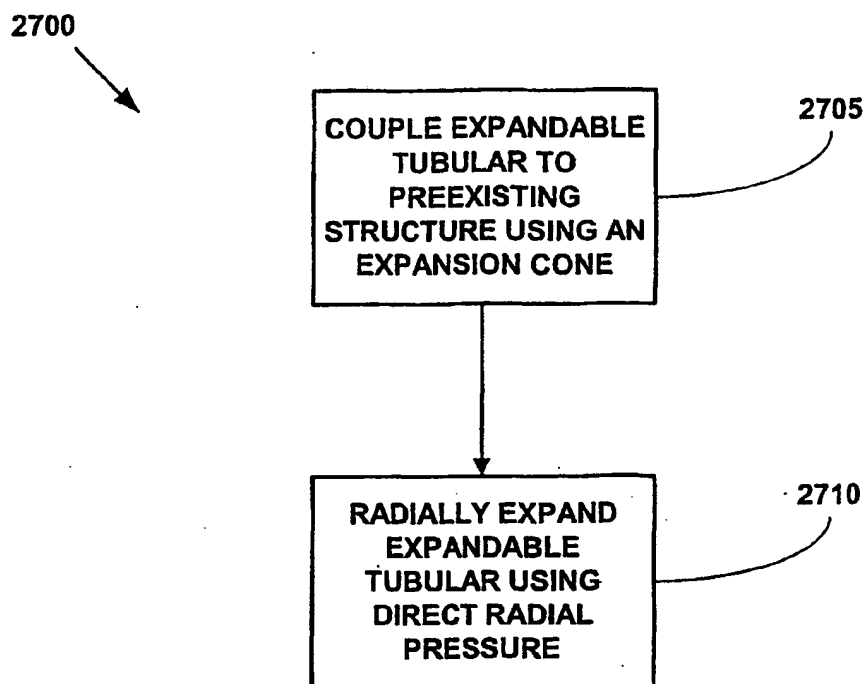 2700
2705
COUPLE EXPANDABLE
TUBULAR TO
PREEXISTING
STRUCTURE USING AN
EXPANSION CONE
2710
RADIALLY EXPAND
EXPANDABLE
TUBULAR USING
DIRECT RADIAL
PRESSURE